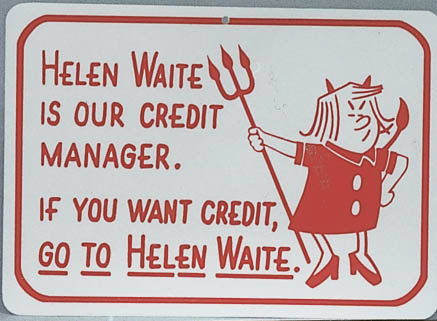 HELEN WAITE
IS OUR CREDIT
MANAGER.
IF YOU WANT CREDIT,
GO TO HELEN WAITE.